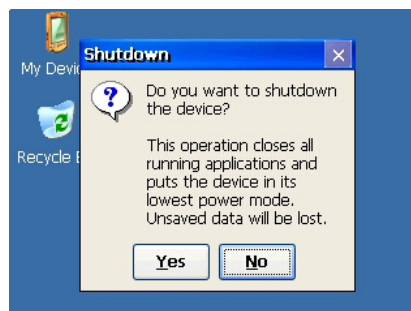 My Devic
Shutdown
Do you want to shutdown
the device?
This operation closes all
running applications and
puts the device in its
lowest power mode.
Unsaved data will be lost.
Recycle
Yes
No